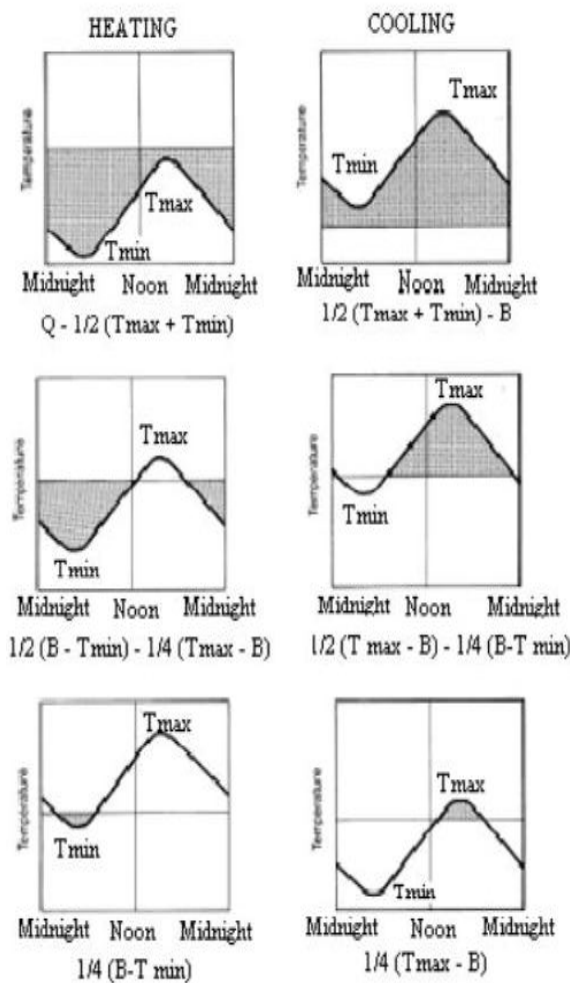 HEATING
COOLING
Temperature
Tmin
Tmax
Midnight Noon Midnight
Q - 1/2 (Tmax + Tmin)
Temperature
Tmin
Tmax
Midnight Noon Midnight
1/2 (Tmax + Tmin) - B
Temperature
Tmax
Tmin
Midnight Noon Midnight
1/2 (B - Tmin) - 1/4 (Tmax - B)
Temperature
Tmax
Tmin
Midnight Noon Midnight
1/2 (T max - B) - 1/4 (B-T min)
Temperature
Tmax
Tmin
Midnight Noon Midnight
1/4 (B-T min)
Temperature
Tmax
Tmin
Midnight Noon Midnight
1/4 (Tmax - B)